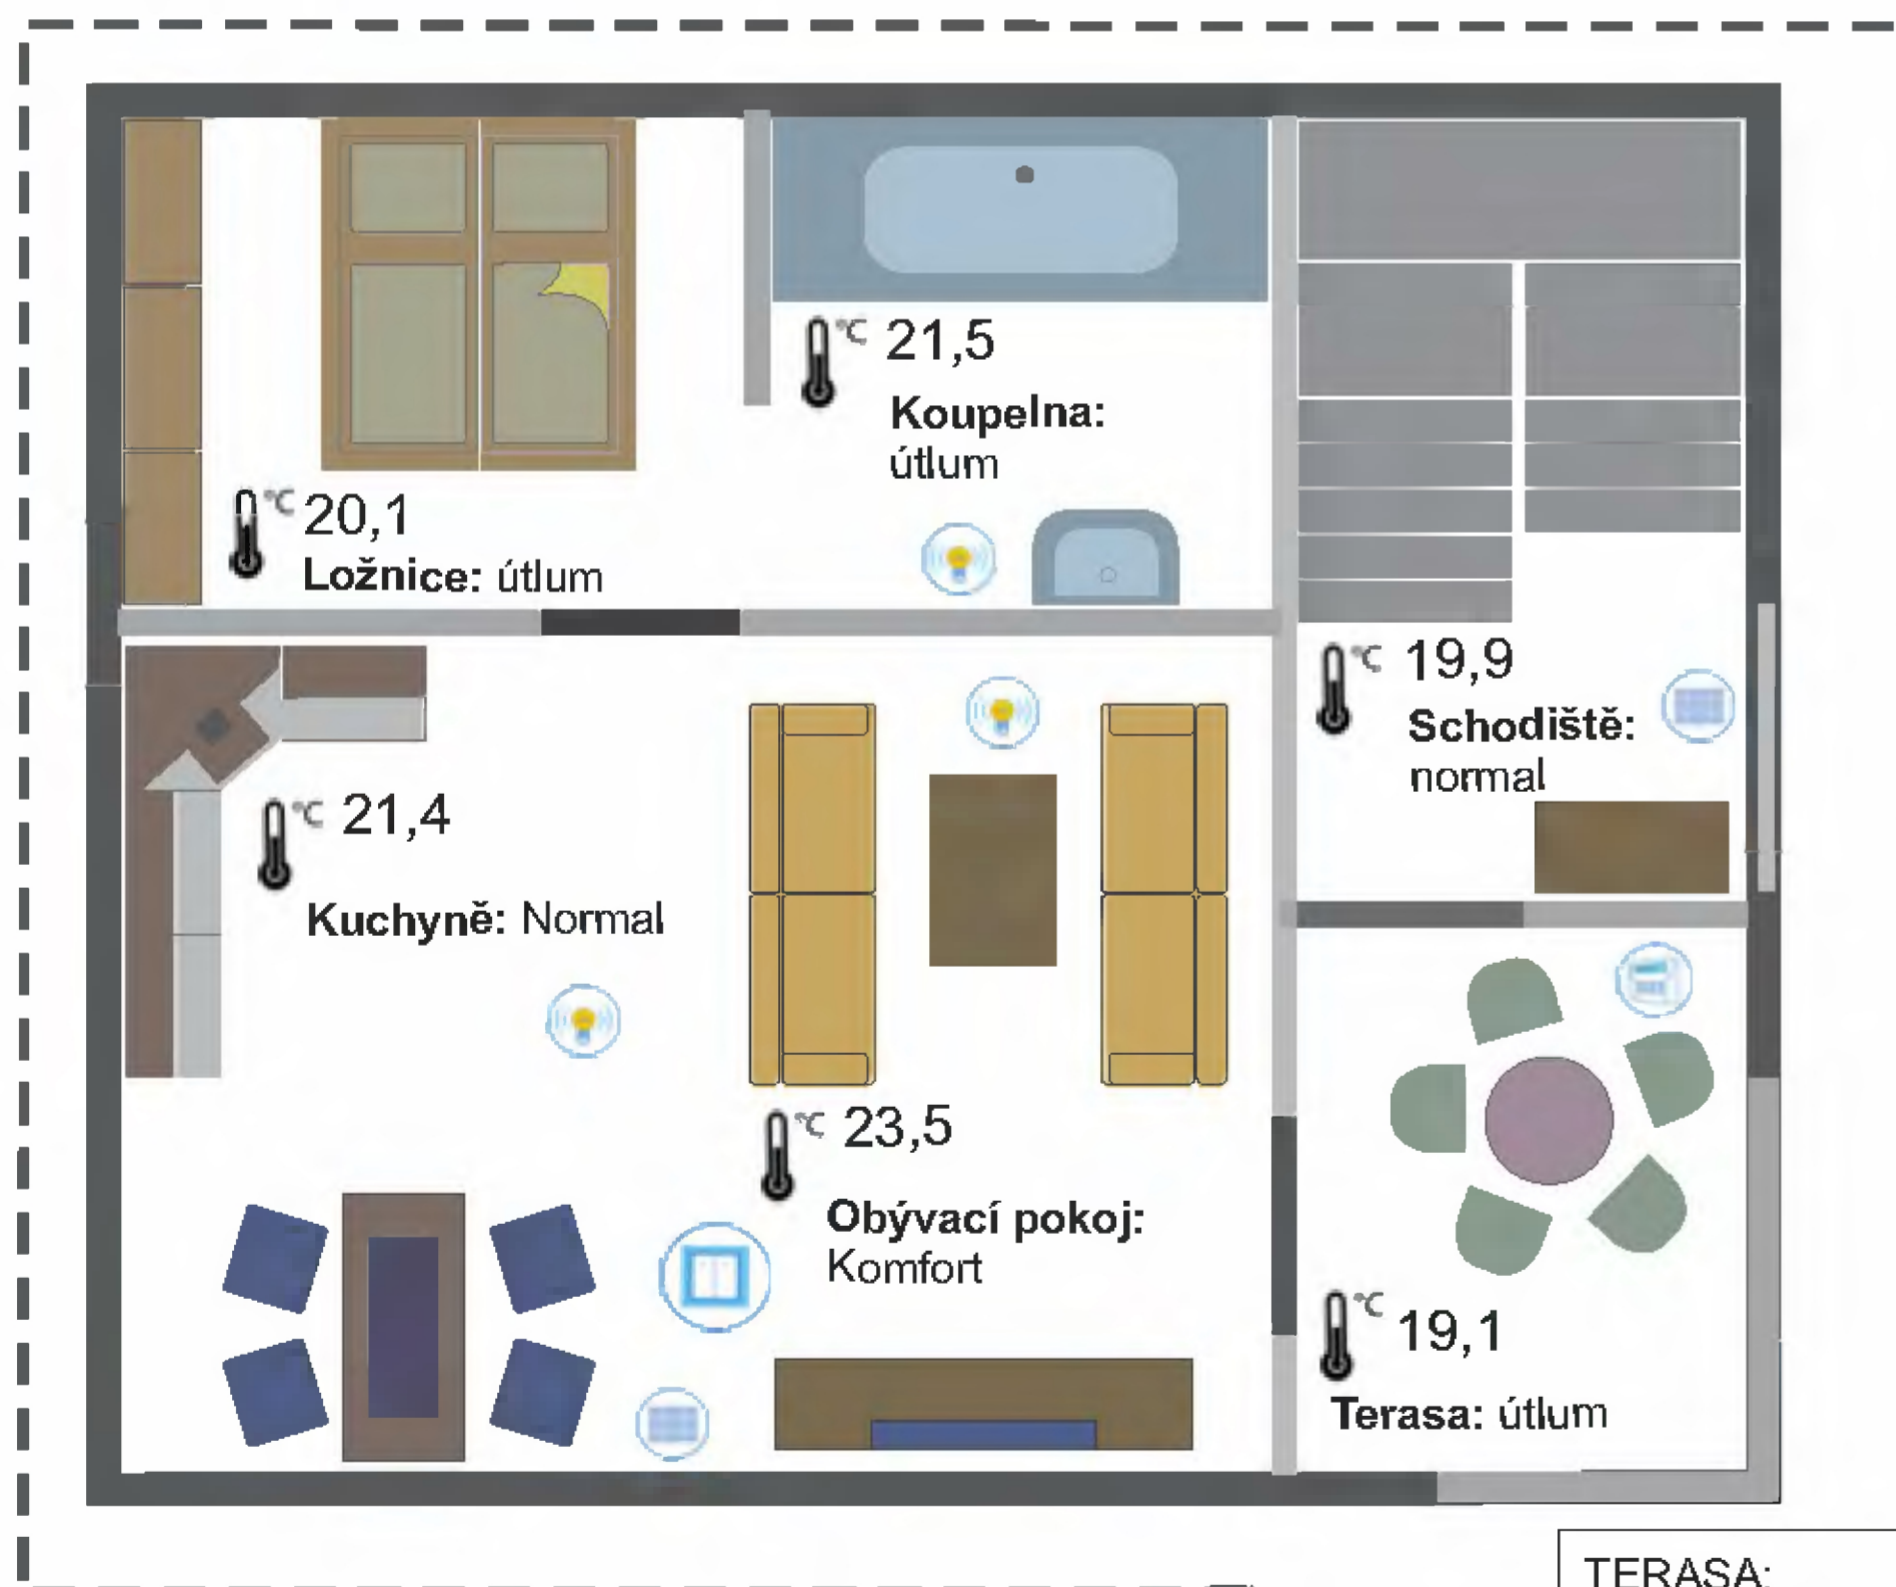 °C 21,5
Koupelna:
útlum
°C 20,1
Ložnice: útlum
°C 19,9
Schodiště:
normal
°C 21,4
Kuchyně: Normal
°C 23,5
Obývací pokoj:
Komfort
°C 19,1
Terasa: útlum
TERASA: